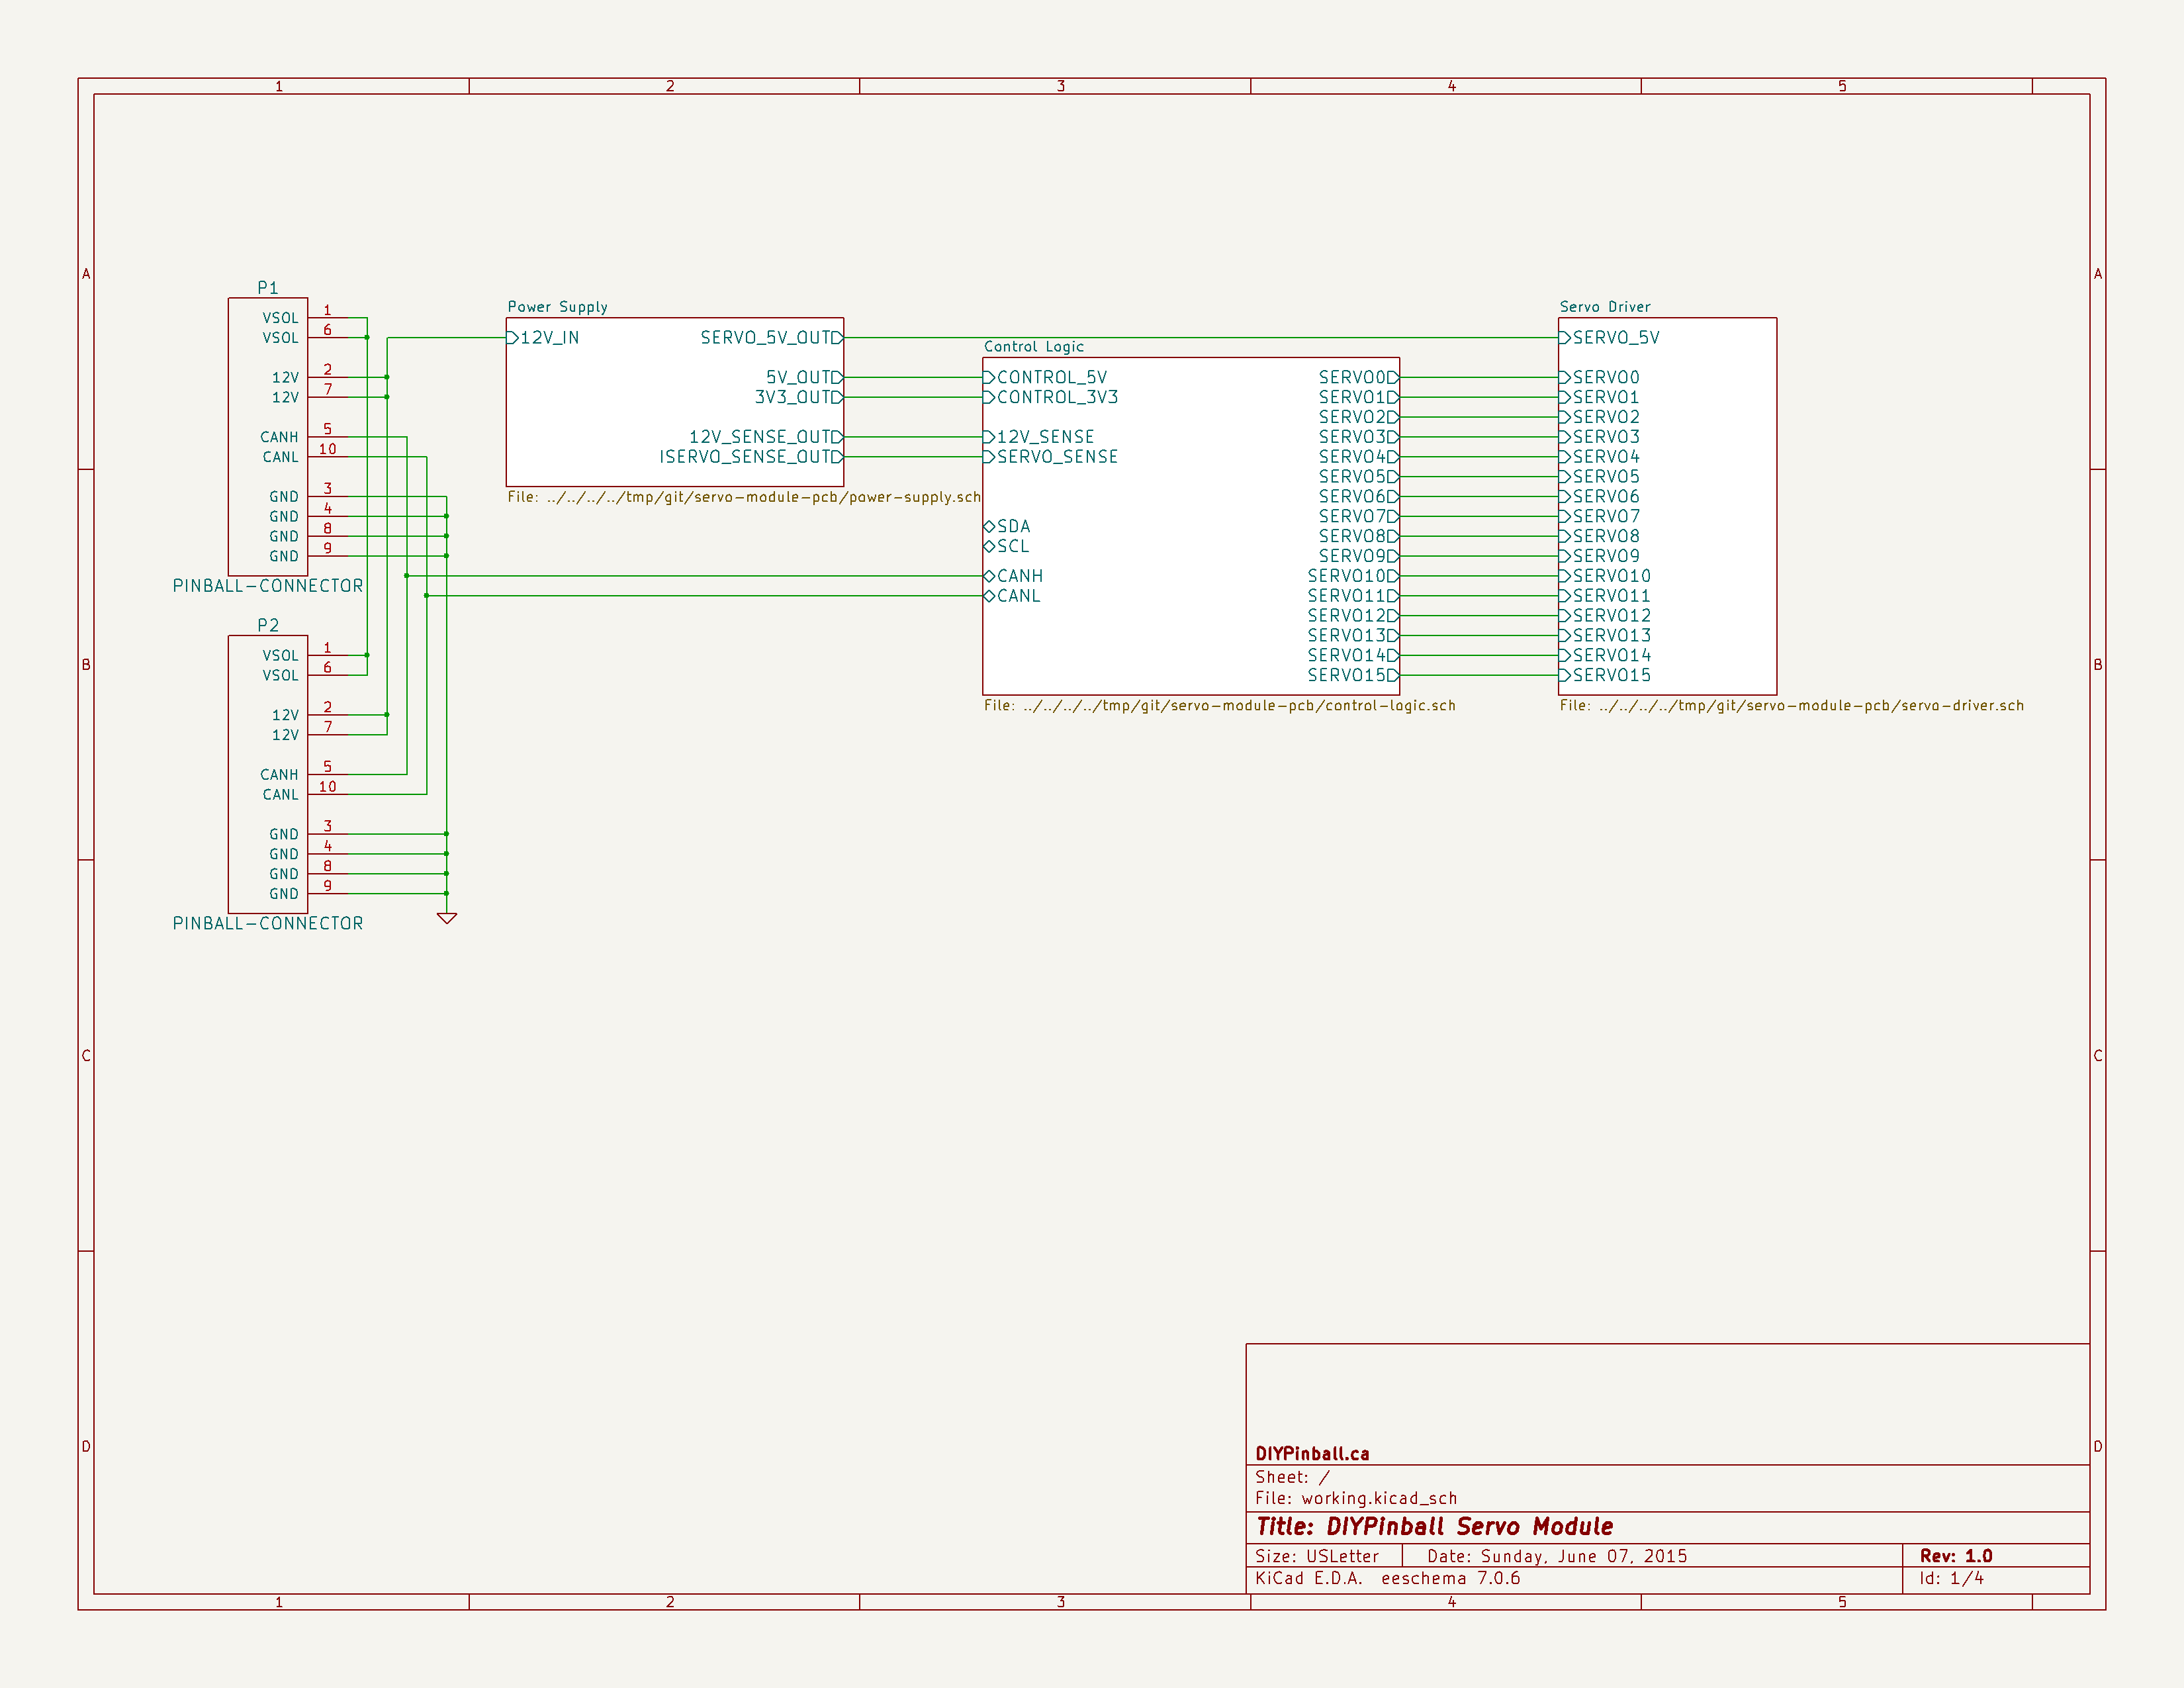 1 2 3 4 5
A A
B B
C C
D D
P1
VSOL 1
VSOL 6
12V 2
12V 7
CANH 5
CANL 10
GND 3
GND 4
GND 8
GND 9
PINBALL-CONNECTOR
P2
VSOL 1
VSOL 6
12V 2
12V 7
CANH 5
CANL 10
GND 3
GND 4
GND 8
GND 9
PINBALL-CONNECTOR
Power Supply
12V_IN SERVO_5V_OUT
5V_OUT
3V3_OUT
12V_SENSE_OUT
ISERVO_SENSE_OUT
File: ../../../../tmp/git/servo-module-pcb/power-supply.sch
Control Logic
CONTROL_5V SERVO0
CONTROL_3V3 SERVO1
SERVO2
12V_SENSE SERVO3
SERVO_SENSE SERVO4
SERVO5
SERVO6
SERVO7
SDA
SERVO8
SCL
SERVO9
CANH SERVO10
CANL SERVO11
SERVO12
SERVO13
SERVO14
SERVO15
File: ../../../../tmp/git/servo-module-pcb/control-logic.sch
Servo Driver
SERVO_5V
SERVO0
SERVO1
SERVO2
SERVO3
SERVO4
SERVO5
SERVO6
SERVO7
SERVO8
SERVO9
SERVO10
SERVO11
SERVO12
SERVO13
SERVO14
SERVO15
File: ../../../../tmp/git/servo-module-pcb/servo-driver.sch
DIYPinball.ca
Sheet: /
File: working.kicad_sch
Title: DIYPinball Servo Module
Size: USLetter Date: Sunday, June 07, 2015 Rev: 1.0
KiCad E.D.A. eeschema 7.0.6 Id: 1/4
1 2 3 4 5